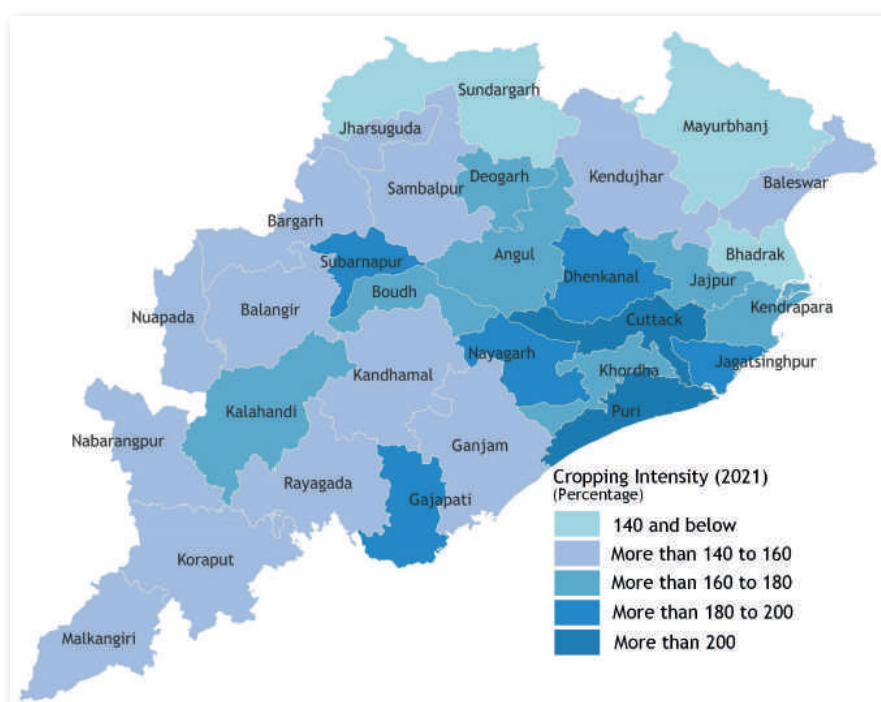 Sundargarh
Mayurbhanj
Jharsuguda
Deogarh
Kendujhar
Sambalpur
Baleswar
Bargarh
Bhadrak
Angul
Subarnapur
Dhenkanal
Jajpur
Boudh
Kendrapara
Balangir
Nuapada
Cuttack
Nayagarh
Jagatsinghpur
Khordha
Kandhamal
Kalahandi
Puri
Nabarangpur
Ganjam
Rayagada
Gajapati
Koraput
Malkangiri
Cropping Intensity (2021)
(Percentage)
140 and below
More than 140 to 160
More than 160 to 180
More than 180 to 200
More than 200